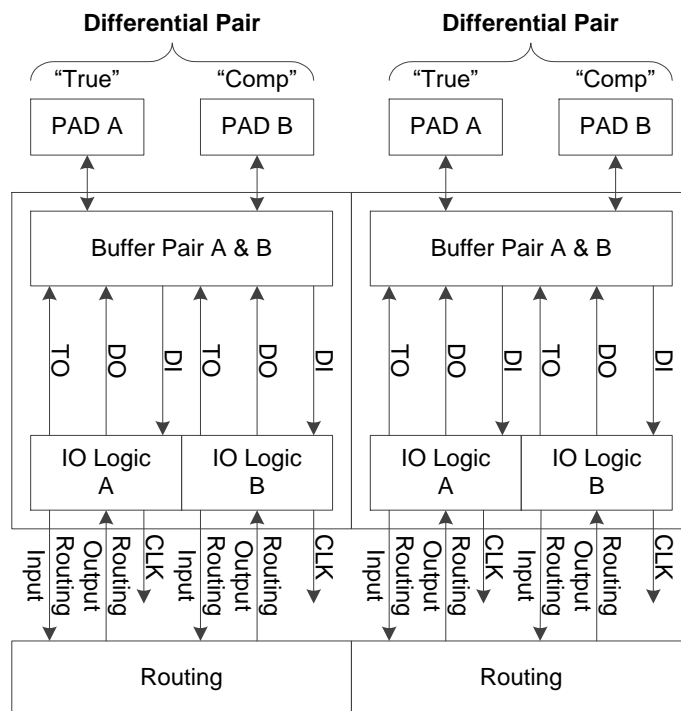 Differential Pair
Differential Pair
“True”
“Comp”
“True”
“Comp”
PAD A
PAD B
PAD A
PAD B
Buffer Pair A & B
Buffer Pair A & B
TO
DO
DI
TO
DO
DI
TO
DO
DI
TO
DO
DI
IO Logic
A
IO Logic
B
IO Logic
A
IO Logic
B
Routing
Input
Routing
Output
CLK
Routing
Input
Routing
Output
CLK
Routing
Input
Routing
Output
CLK
Routing
Input
Routing
Output
CLK
Routing
Routing